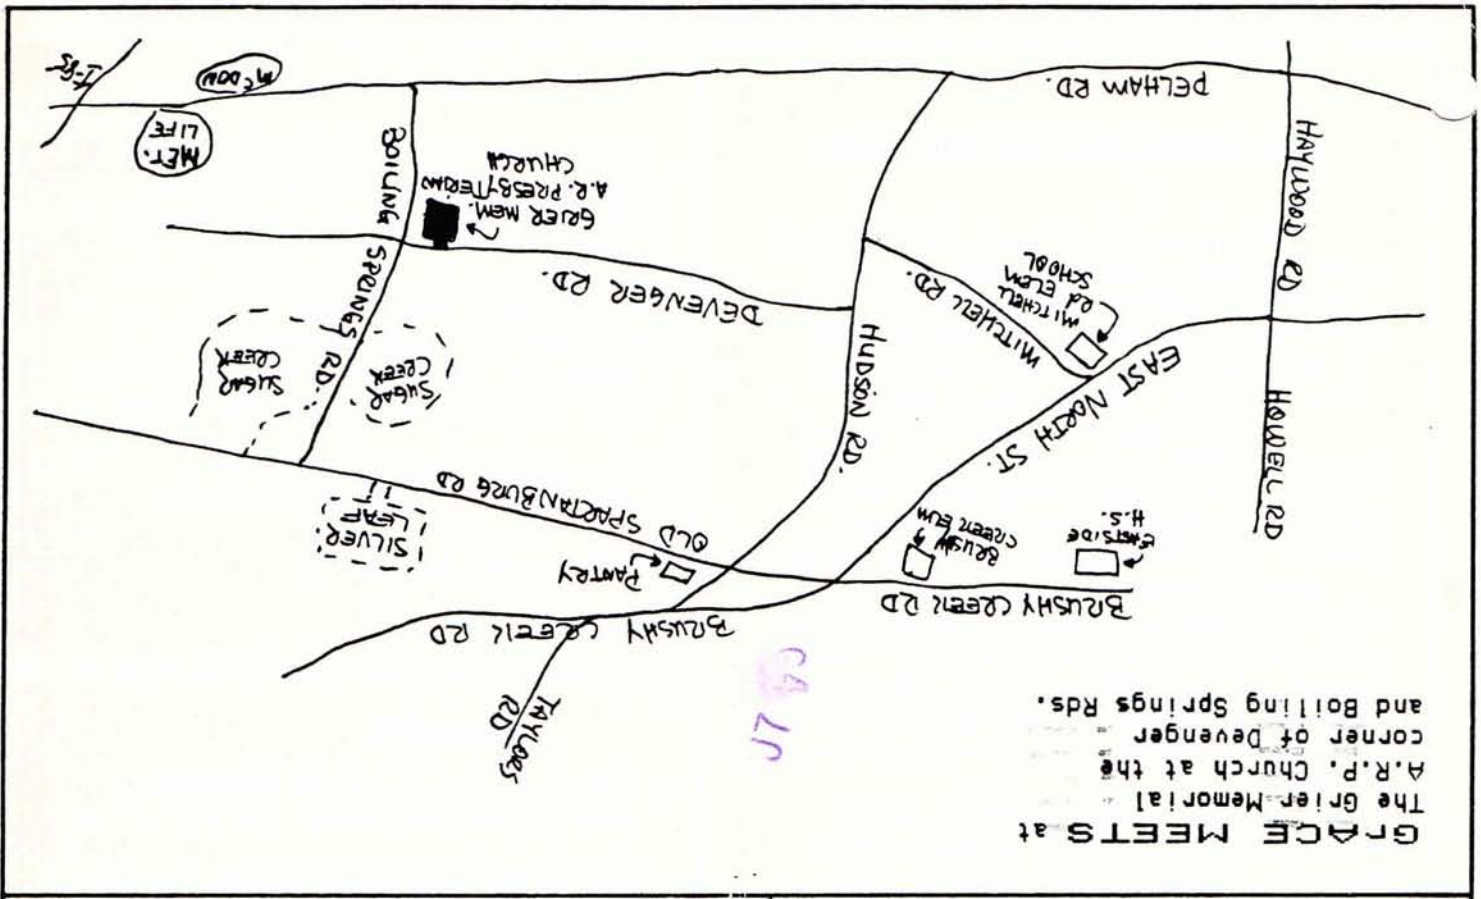 GrACE MEETS at
The Grier Memorial
A.R.P. Church at the
corner of Devenger
and Boiling Springs Rds.
TAYLORS
RD
BRUSHY CREEK RD
BRUSHY CREEK RD
EASTSIDE
H.S.
BRUSHY
CREEK ELM
PANTRY
OLD SPARTANBURG RD
SILVER
LEAF
HOWELL RD
EAST NORTH ST.
HUDSON RD.
SUGAR
CREEK
SUGAR
CREEK
MITCHELL
Rd ELEM
SCHOOL
MITCHELL RD.
DEVENGER RD.
BOILING SPRINGS RD.
HAYWOOD RD
GRIER MEM.
A.R. PRESBYTERIAN
CHURCH
MET.
LIFE
PELHAM RD.
McDON
I-85